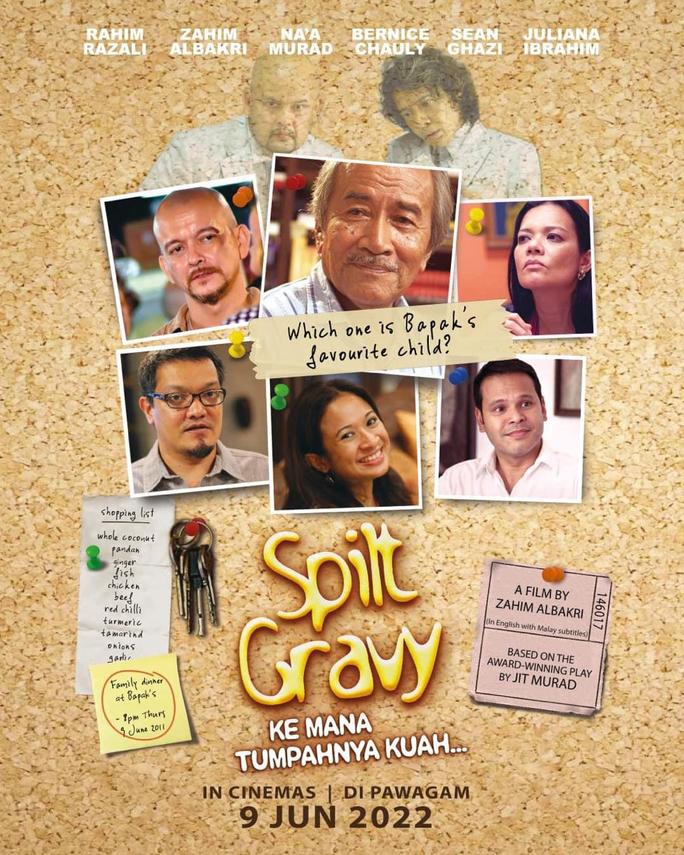 RAHIM RAZALI
ZAHIM ALBAKRI
NA'A MURAD
BERNICE CHAULY
SEAN GHAZI
JULIANA IBRAHIM
Which one is Bapak's
favourite child?
shopping list
whole coconut
pandan
ginger
fish
chicken
beef
red chilli
turmeric
tamarind
onions
garlic
Family dinner
at Bapak's
- 8pm Thurs
9 June 2011
Spilt
Gravy
KE MANA
TUMPAHNYA KUAH...
A FILM BY
ZAHIM ALBAKRI
(In English with Malay subtitles)
146017
BASED ON THE
AWARD-WINNING PLAY
BY JIT MURAD
IN CINEMAS | DI PAWAGAM
9 JUN 2022